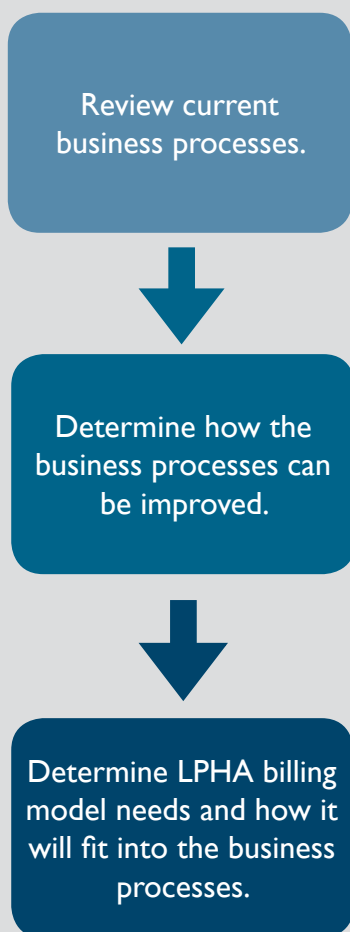 Review current
business processes.
Determine how the
business processes can
be improved.
Determine LPHA billing
model needs and how it
will fit into the business
processes.